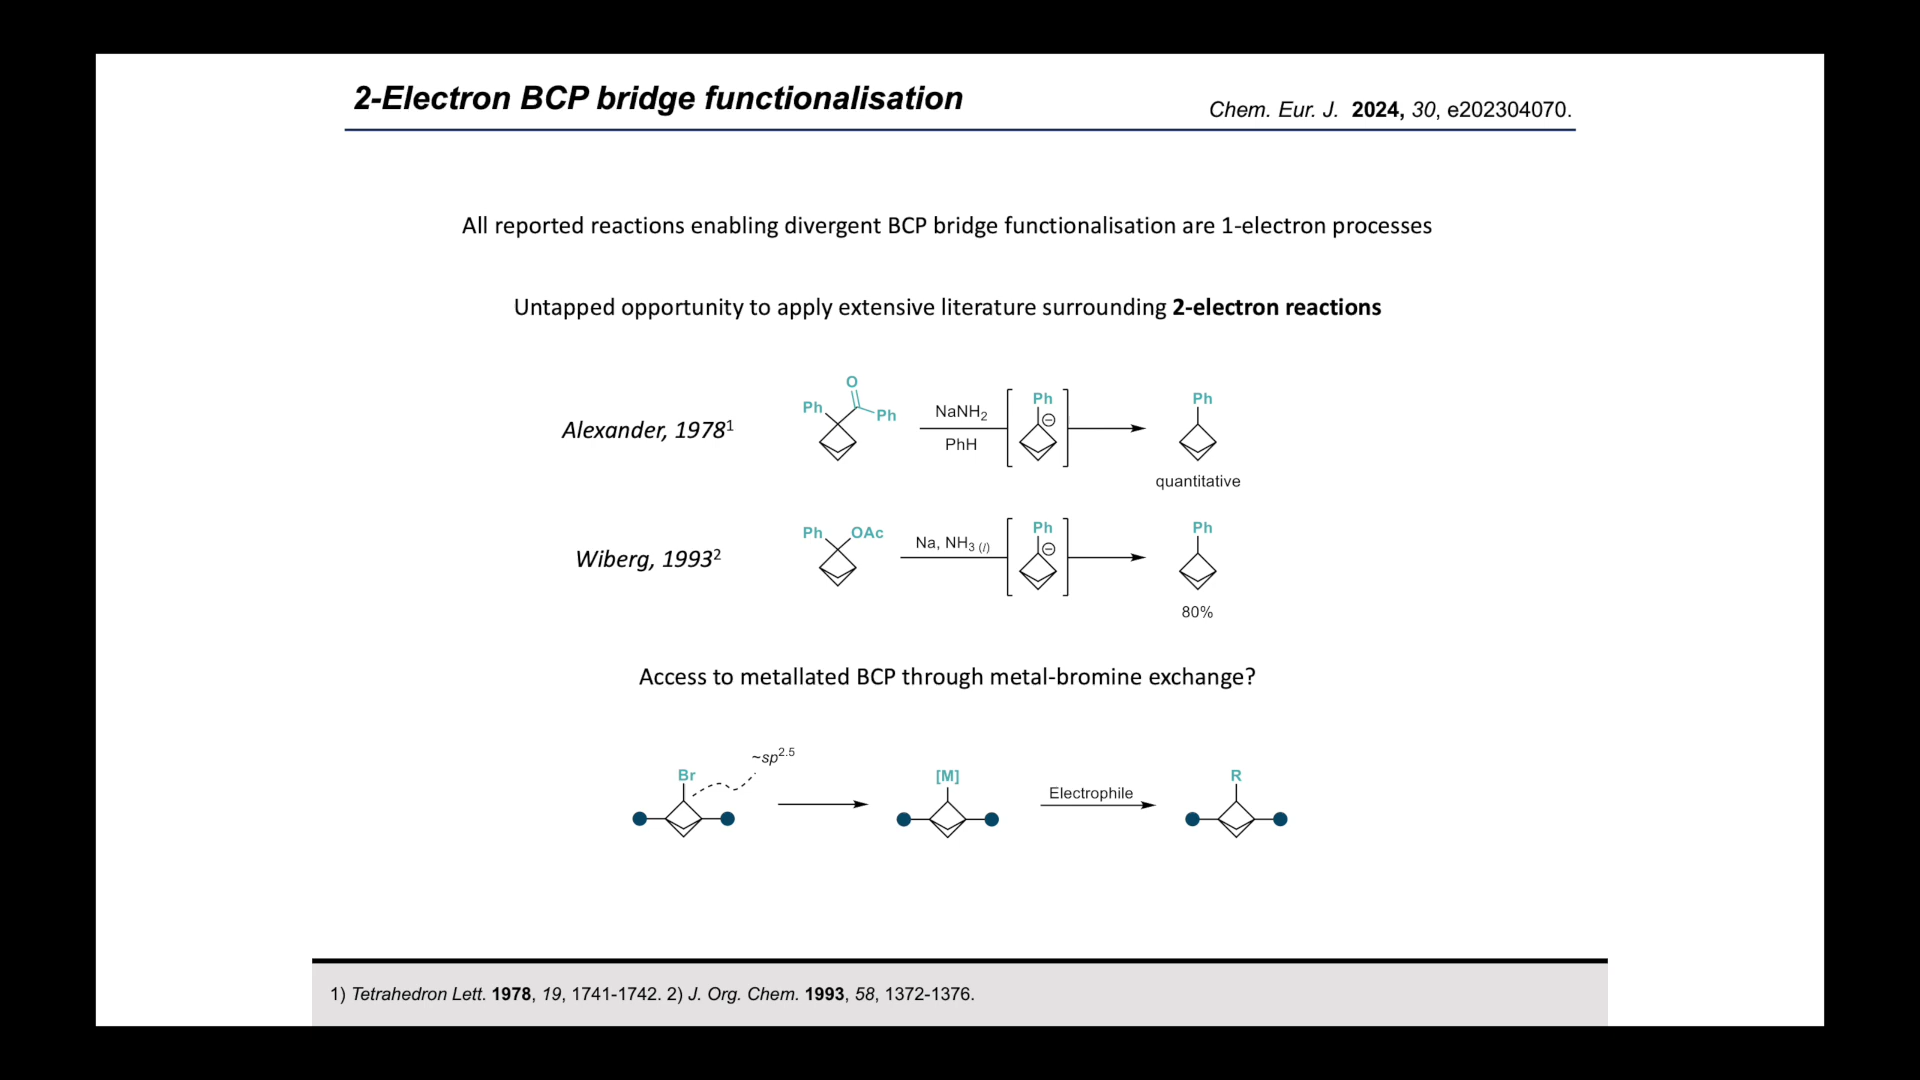 2-Electron BCP bridge functionalisation
Chem. Eur. J. 2024, 30, e202304070.
All reported reactions enabling divergent BCP bridge functionalisation are 1-electron processes
Untapped opportunity to apply extensive literature surrounding 2-electron reactions
Alexander, 1978¹
O
Ph
Ph
NaNH₂
PhH
Ph
⊖
Ph
quantitative
Wiberg, 1993²
Ph
OAc
Na, NH₃ (l)
Ph
⊖
Ph
80%
Access to metallated BCP through metal-bromine exchange?
Br
~sp²·⁵
[M]
Electrophile
R
1) Tetrahedron Lett. 1978, 19, 1741-1742. 2) J. Org. Chem. 1993, 58, 1372-1376.